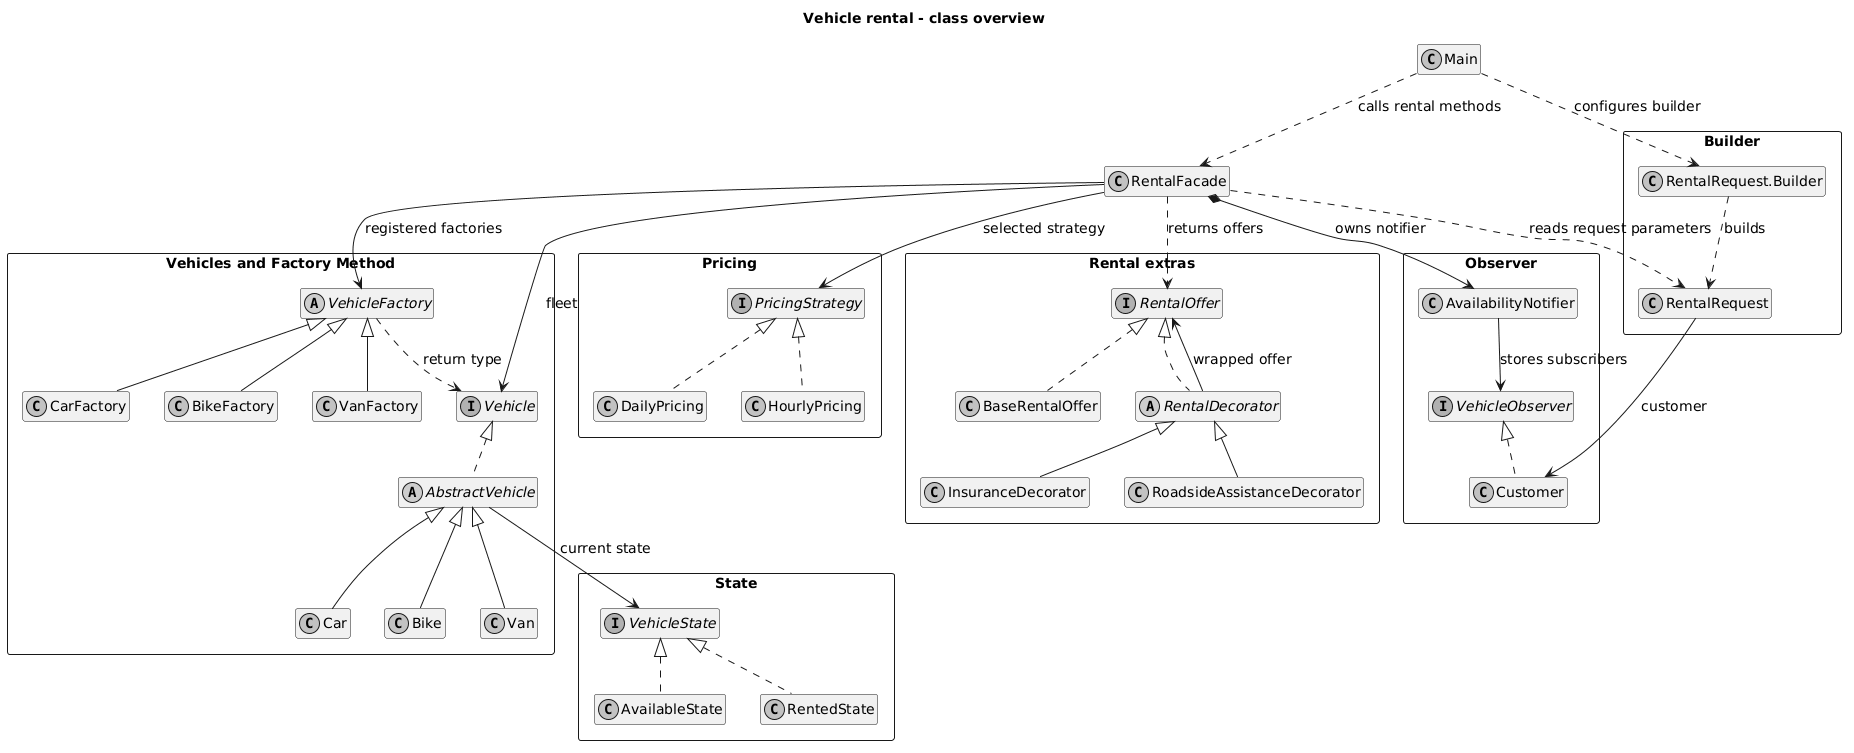 Vehicle rental - class overview
C Main
calls rental methods
configures builder
Builder
C RentalFacade
C RentalRequest.Builder
registered factories
selected strategy
returns offers
owns notifier
reads request parameters
builds
Vehicles and Factory Method
Pricing
Rental extras
Observer
A VehicleFactory
fleet
I PricingStrategy
I RentalOffer
C AvailabilityNotifier
C RentalRequest
return type
wrapped offer
stores subscribers
C CarFactory
C BikeFactory
C VanFactory
I Vehicle
C DailyPricing
C HourlyPricing
C BaseRentalOffer
A RentalDecorator
I VehicleObserver
customer
A AbstractVehicle
C InsuranceDecorator
C RoadsideAssistanceDecorator
C Customer
current state
State
C Car
C Bike
C Van
I VehicleState
C AvailableState
C RentedState